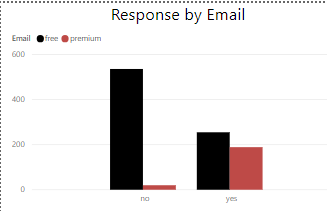 Response by Email
Email free premium
600
400
200
0
no yes